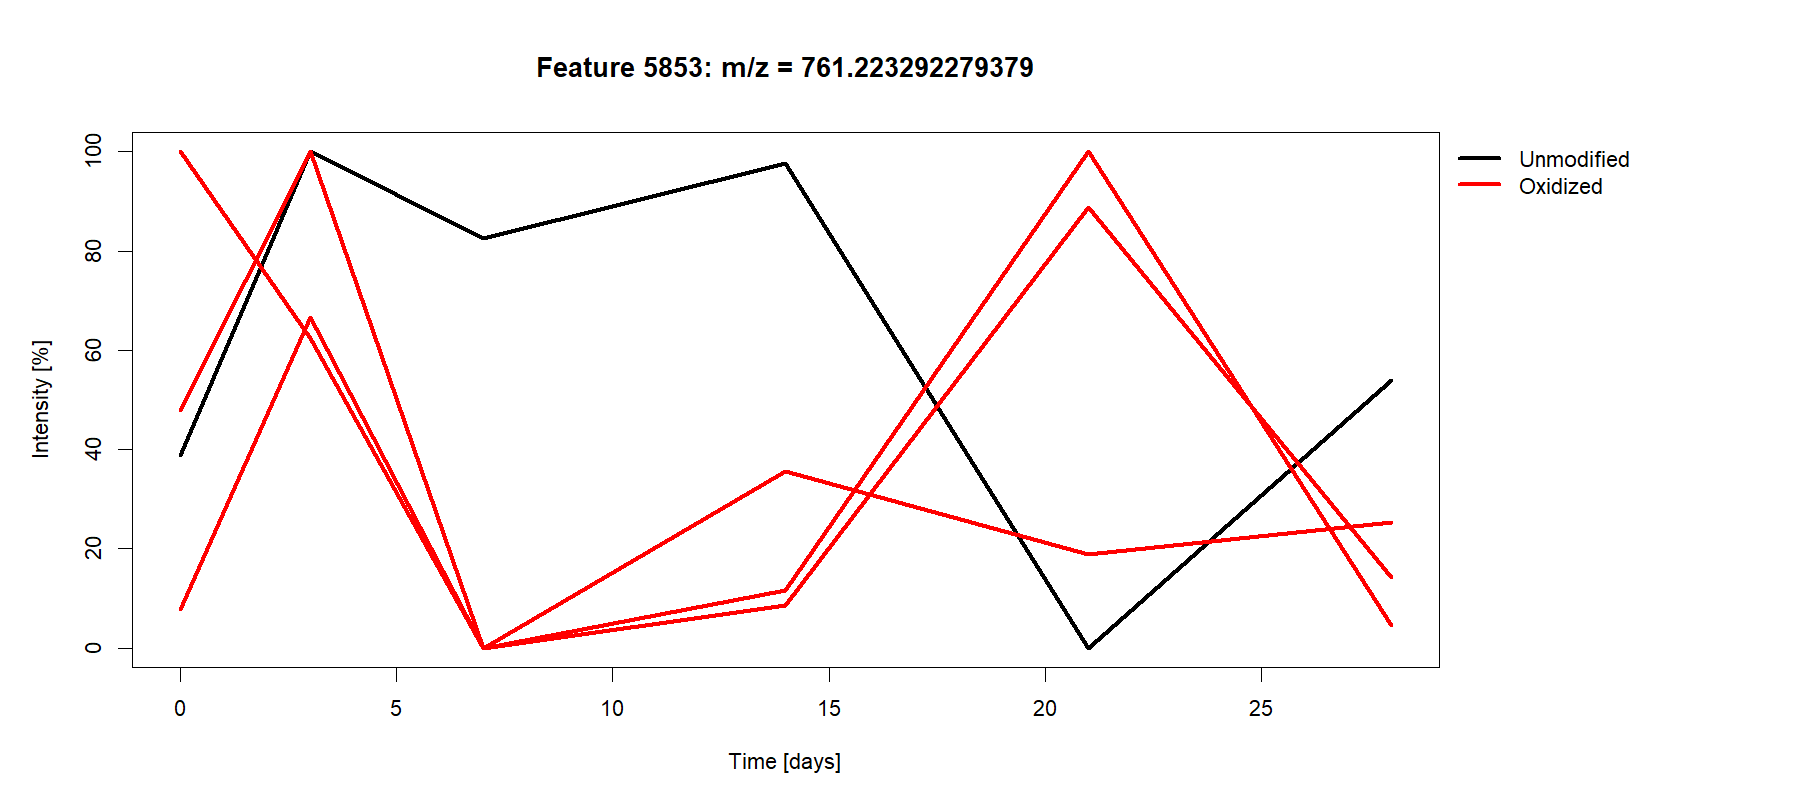 Feature 5853: m/z = 761.223292279379
Unmodified
Oxidized
Intensity [%]
100
80
60
40
20
0
0 5 10 15 20 25
Time [days]